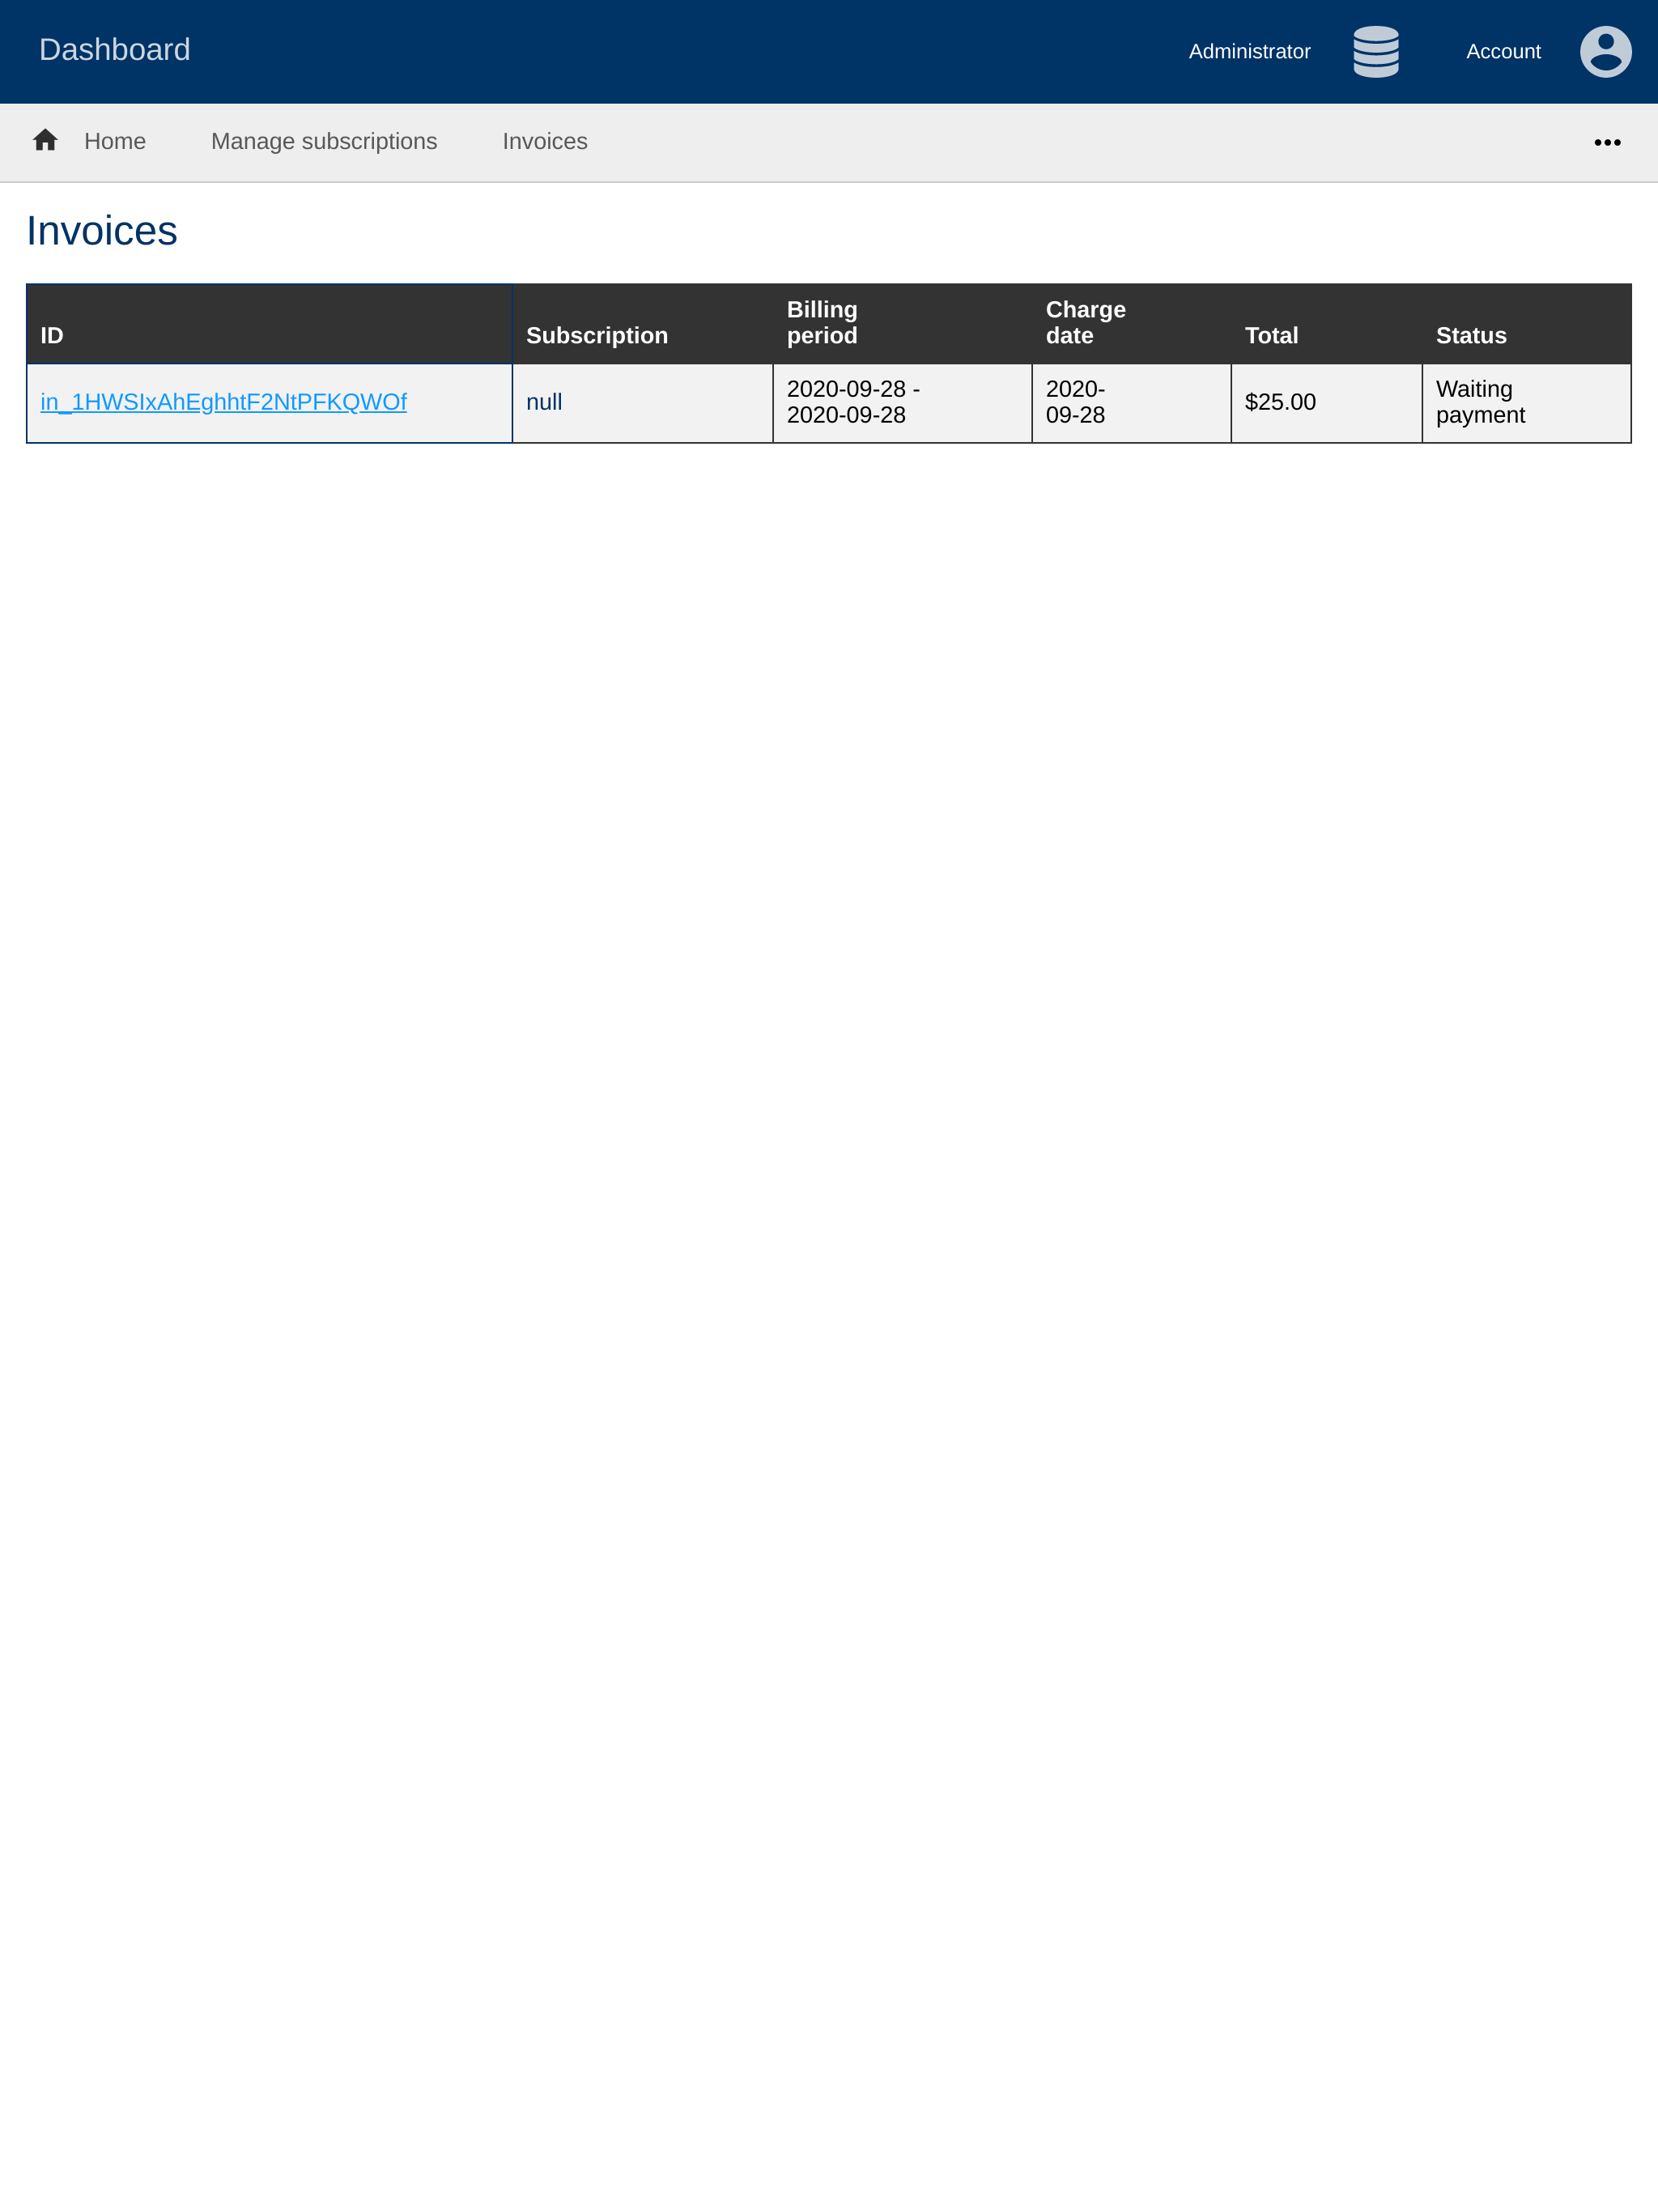 Dashboard
Administrator
Account
Home
Manage subscriptions
Invoices
Invoices
ID
Subscription
Billing
period
Charge
date
Total
Status
in_1HWSIxAhEghhtF2NtPFKQWOf
null
2020-09-28 -
2020-09-28
2020-
09-28
$25.00
Waiting
payment